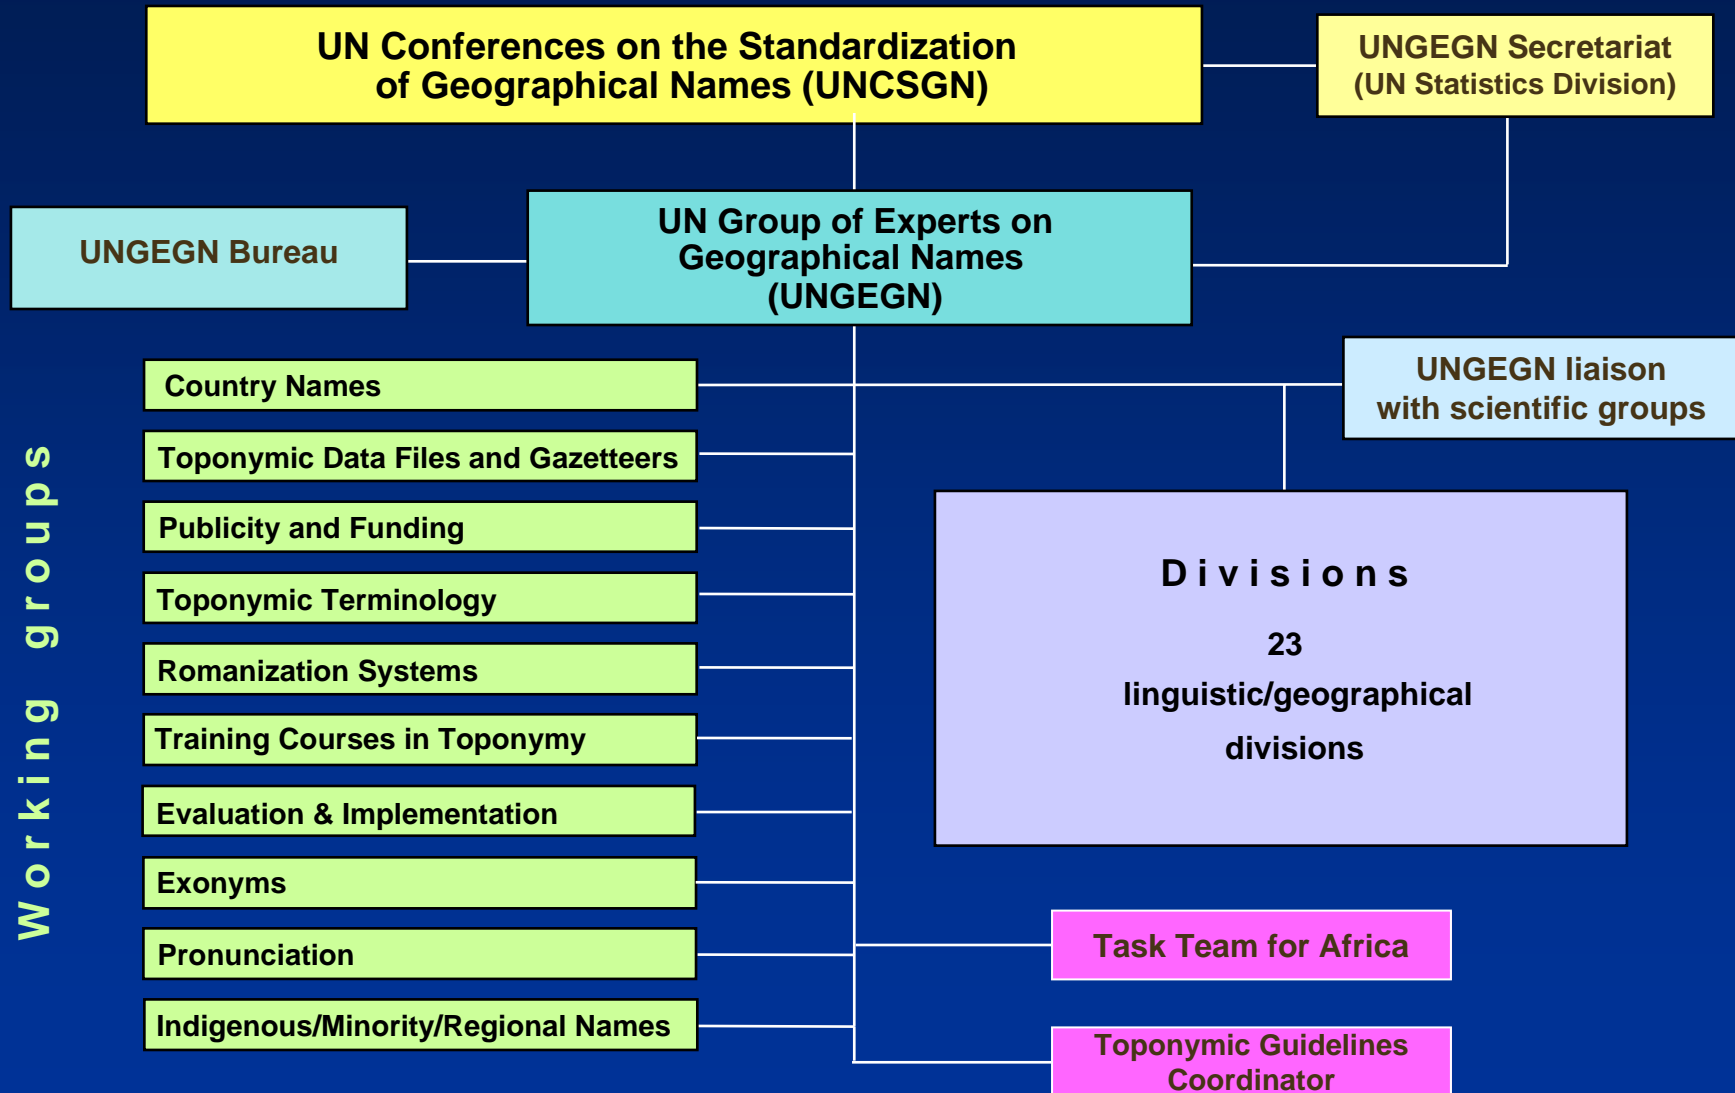 UN Conferences on the Standardization
of Geographical Names (UNCSGN)
UNGEGN Secretariat
(UN Statistics Division)
UNGEGN Bureau
UN Group of Experts on
Geographical Names
(UNGEGN)
UNGEGN liaison
with scientific groups
Working groups
Country Names
Toponymic Data Files and Gazetteers
Publicity and Funding
Toponymic Terminology
Romanization Systems
Training Courses in Toponymy
Evaluation & Implementation
Exonyms
Pronunciation
Indigenous/Minority/Regional Names
Divisions
23
linguistic/geographical
divisions
Task Team for Africa
Toponymic Guidelines
Coordinator